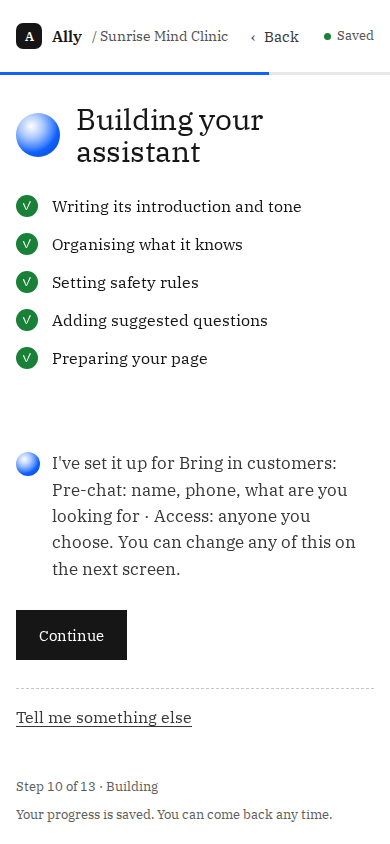 A Ally / Sunrise Mind Clinic ‹ Back Saved
Building your
assistant
Writing its introduction and tone
Organising what it knows
Setting safety rules
Adding suggested questions
Preparing your page
I've set it up for Bring in customers:
Pre-chat: name, phone, what are you
looking for · Access: anyone you
choose. You can change any of this on
the next screen.
Continue
Tell me something else
Step 10 of 13 · Building
Your progress is saved. You can come back any time.